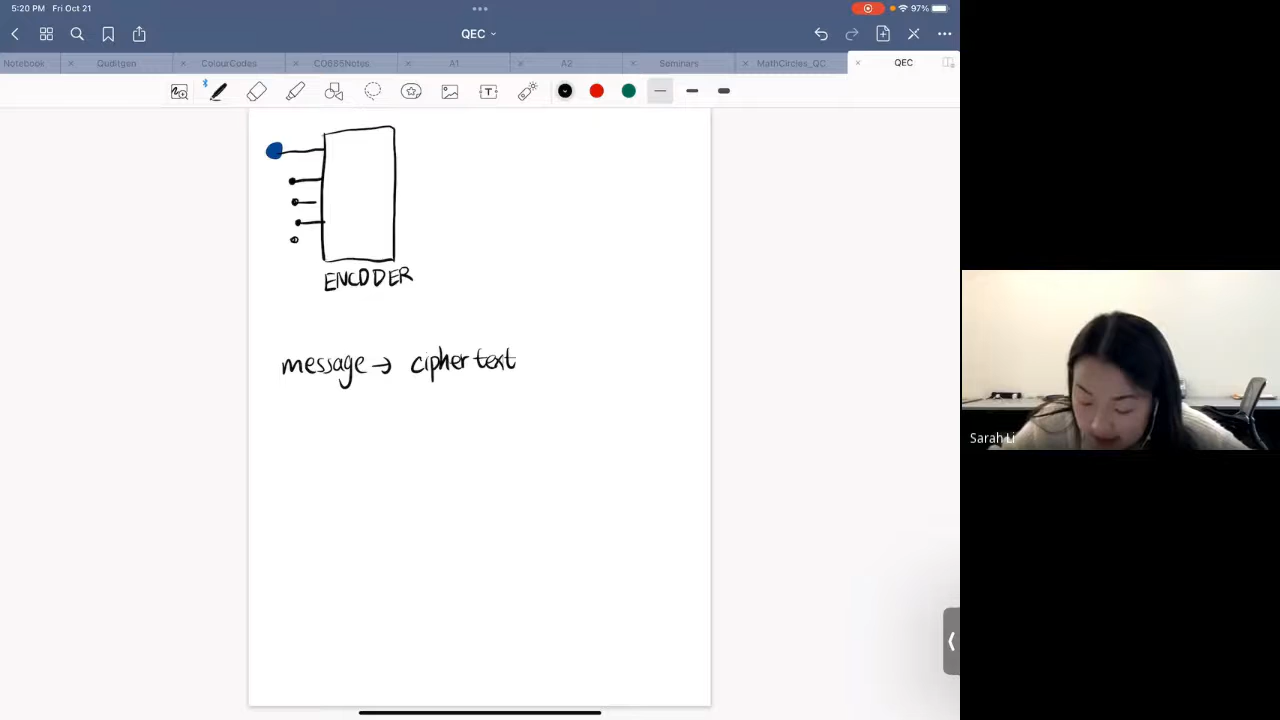 5:20 PM Fri Oct 21
97%
QEC
Notebook
Quditgen
ColourCodes
CO685Notes
A1
A2
Seminars
MathCircles_QC
QEC
T
ENCODER
message → cipher text
Sarah Li